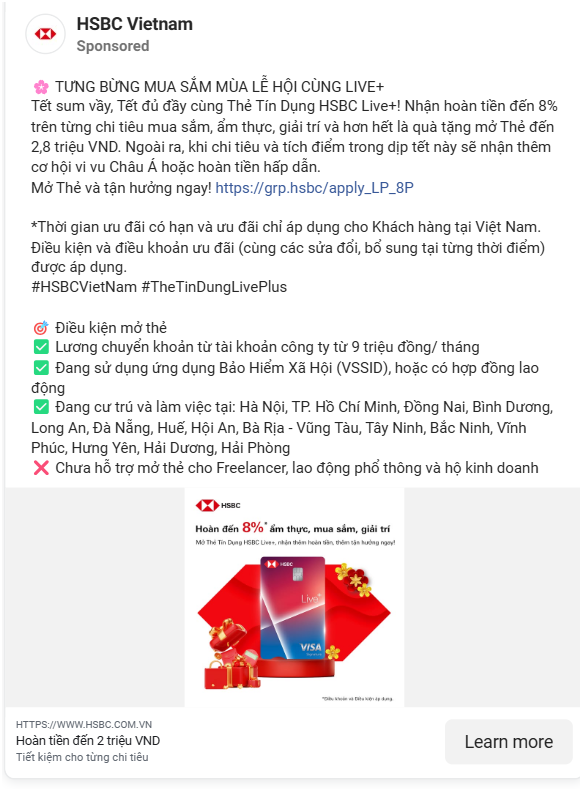 HSBC Vietnam
Sponsored
🌸 TƯNG BỪNG MUA SẮM MÙA LỄ HỘI CÙNG LIVE+
Tết sum vầy, Tết đủ đầy cùng Thẻ Tín Dụng HSBC Live+! Nhận hoàn tiền đến 8%
trên từng chi tiêu mua sắm, ẩm thực, giải trí và hơn hết là quà tặng mở Thẻ đến
2,8 triệu VND. Ngoài ra, khi chi tiêu và tích điểm trong dịp tết này sẽ nhận thêm
cơ hội vi vu Châu Á hoặc hoàn tiền hấp dẫn.
Mở Thẻ và tận hưởng ngay! https://grp.hsbc/apply_LP_8P
*Thời gian ưu đãi có hạn và ưu đãi chỉ áp dụng cho Khách hàng tại Việt Nam.
Điều kiện và điều khoản ưu đãi (cùng các sửa đổi, bổ sung tại từng thời điểm)
được áp dụng.
#HSBCVietNam #TheTinDungLivePlus
🎯 Điều kiện mở thẻ
✅ Lương chuyển khoản từ tài khoản công ty từ 9 triệu đồng/ tháng
✅ Đang sử dụng ứng dụng Bảo Hiểm Xã Hội (VSSID), hoặc có hợp đồng lao
động
✅ Đang cư trú và làm việc tại: Hà Nội, TP. Hồ Chí Minh, Đồng Nai, Bình Dương,
Long An, Đà Nẵng, Huế, Hội An, Bà Rịa - Vũng Tàu, Tây Ninh, Bắc Ninh, Vĩnh
Phúc, Hưng Yên, Hải Dương, Hải Phòng
❌ Chưa hỗ trợ mở thẻ cho Freelancer, lao động phổ thông và hộ kinh doanh
HSBC
Hoàn đến 8%* ẩm thực, mua sắm, giải trí
Mở Thẻ Tín Dụng HSBC Live+, nhận thêm hoàn tiền, thêm tận hưởng ngay!
HSBC
Live+
VISA
*Điều khoản và Điều kiện áp dụng.
HTTPS://WWW.HSBC.COM.VN
Hoàn tiền đến 2 triệu VND
Tiết kiệm cho từng chi tiêu
Learn more